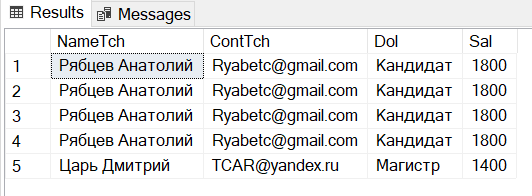 Results Messages
NameTch ContTch Dol Sal
1 Рябцев Анатолий Ryabetc@gmail.com Кандидат 1800
2 Рябцев Анатолий Ryabetc@gmail.com Кандидат 1800
3 Рябцев Анатолий Ryabetc@gmail.com Кандидат 1800
4 Рябцев Анатолий Ryabetc@gmail.com Кандидат 1800
5 Царь Дмитрий TCAR@yandex.ru Магистр 1400